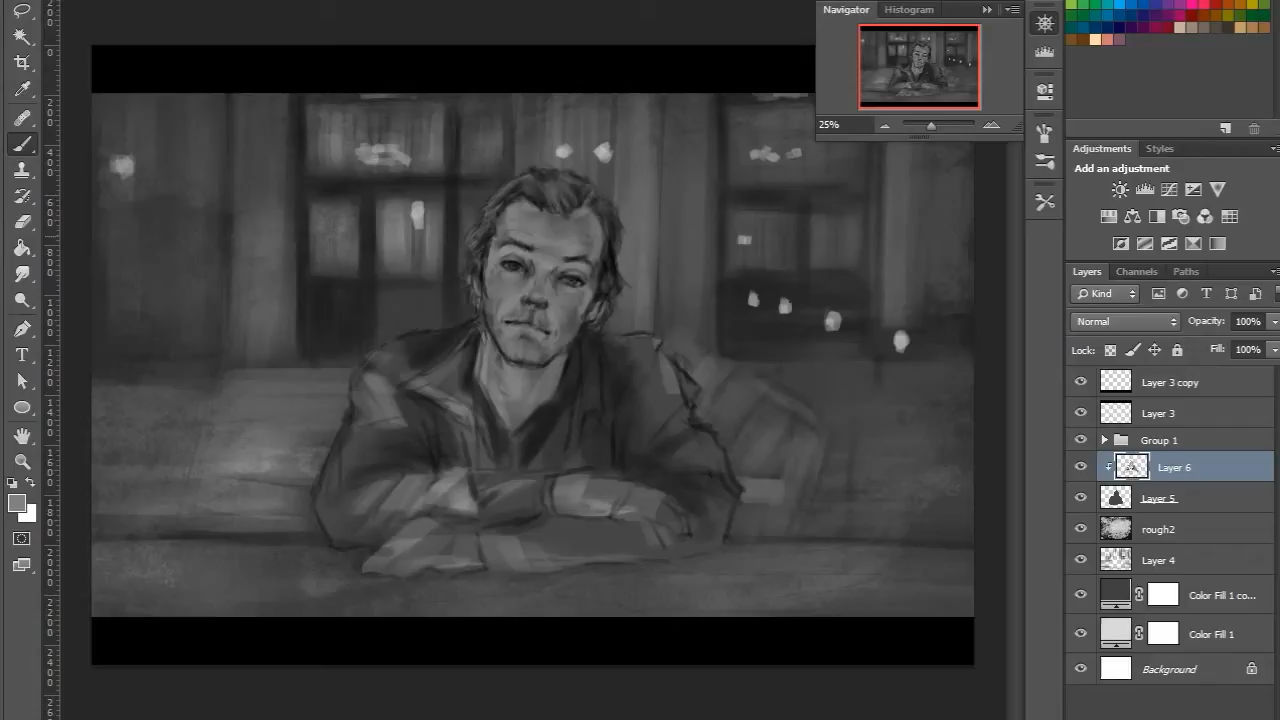 Navigator Histogram
25%
Adjustments Styles
Add an adjustment
Layers Channels Paths
Kind
Normal Opacity: 100%
Lock: Fill: 100%
Layer 3 copy
Layer 3
Group 1
Layer 6
Layer 5
rough2
Layer 4
Color Fill 1 co...
Color Fill 1
Background